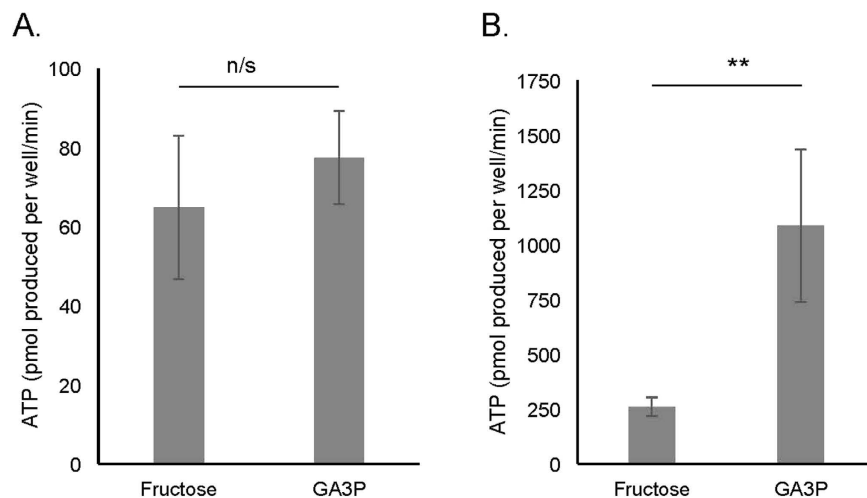 A.
n/s
100
80
60
40
20
0
ATP (pmol produced per well/min)
Fructose GA3P
B.
**
1750
1500
1250
1000
750
500
250
0
ATP (pmol produced per well/min)
Fructose GA3P